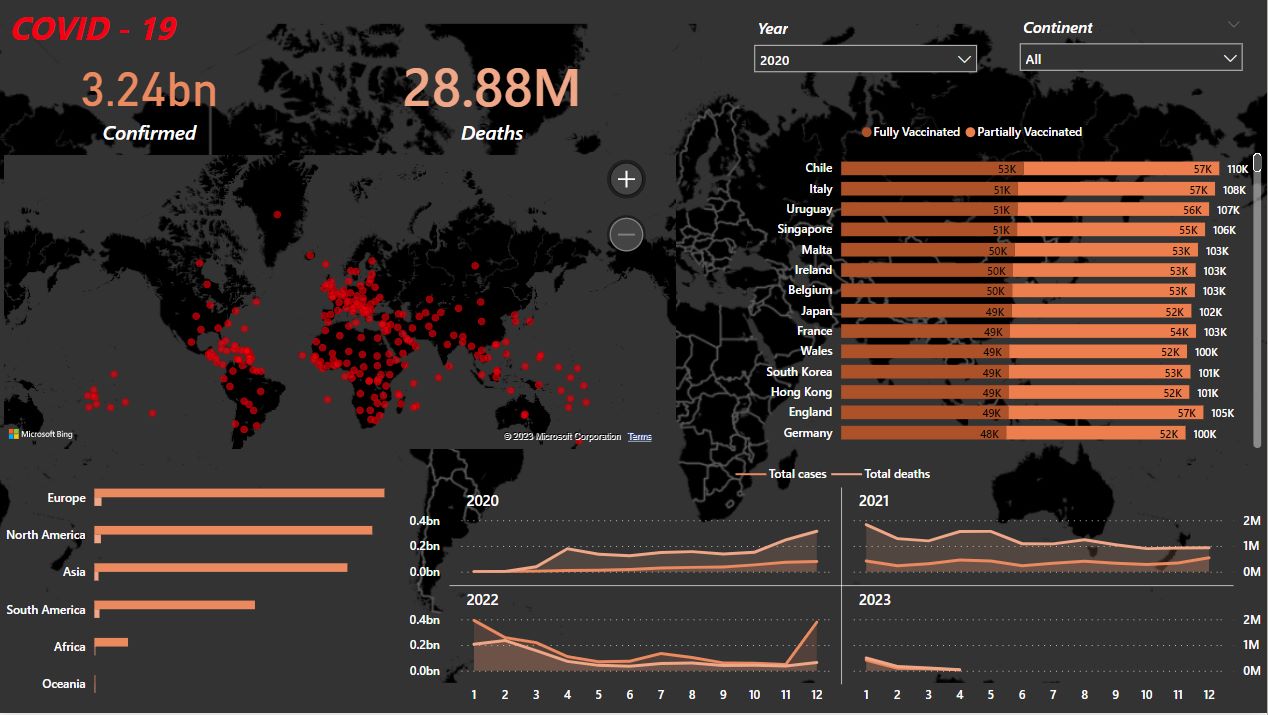 COVID - 19
3.24bn
Confirmed
28.88M
Deaths
Year
2020
Continent
All
Fully Vaccinated Partially Vaccinated
Chile 53K 57K 110K
Italy 51K 57K 108K
Uruguay 51K 56K 107K
Singapore 51K 55K 106K
Malta 50K 53K 103K
Ireland 50K 53K 103K
Belgium 50K 53K 103K
Japan 49K 52K 102K
France 49K 54K 103K
Wales 49K 52K 100K
South Korea 49K 53K 101K
Hong Kong 49K 52K 101K
England 49K 57K 105K
Germany 48K 52K 100K
Microsoft Bing
© 2023 Microsoft Corporation Terms
Europe
North America
Asia
South America
Africa
Oceania
Total cases Total deaths
2020 2021
0.4bn 2M
0.2bn 1M
0.0bn 0M
2022 2023
0.4bn 2M
0.2bn 1M
0.0bn 0M
1 2 3 4 5 6 7 8 9 10 11 12 1 2 3 4 5 6 7 8 9 10 11 12